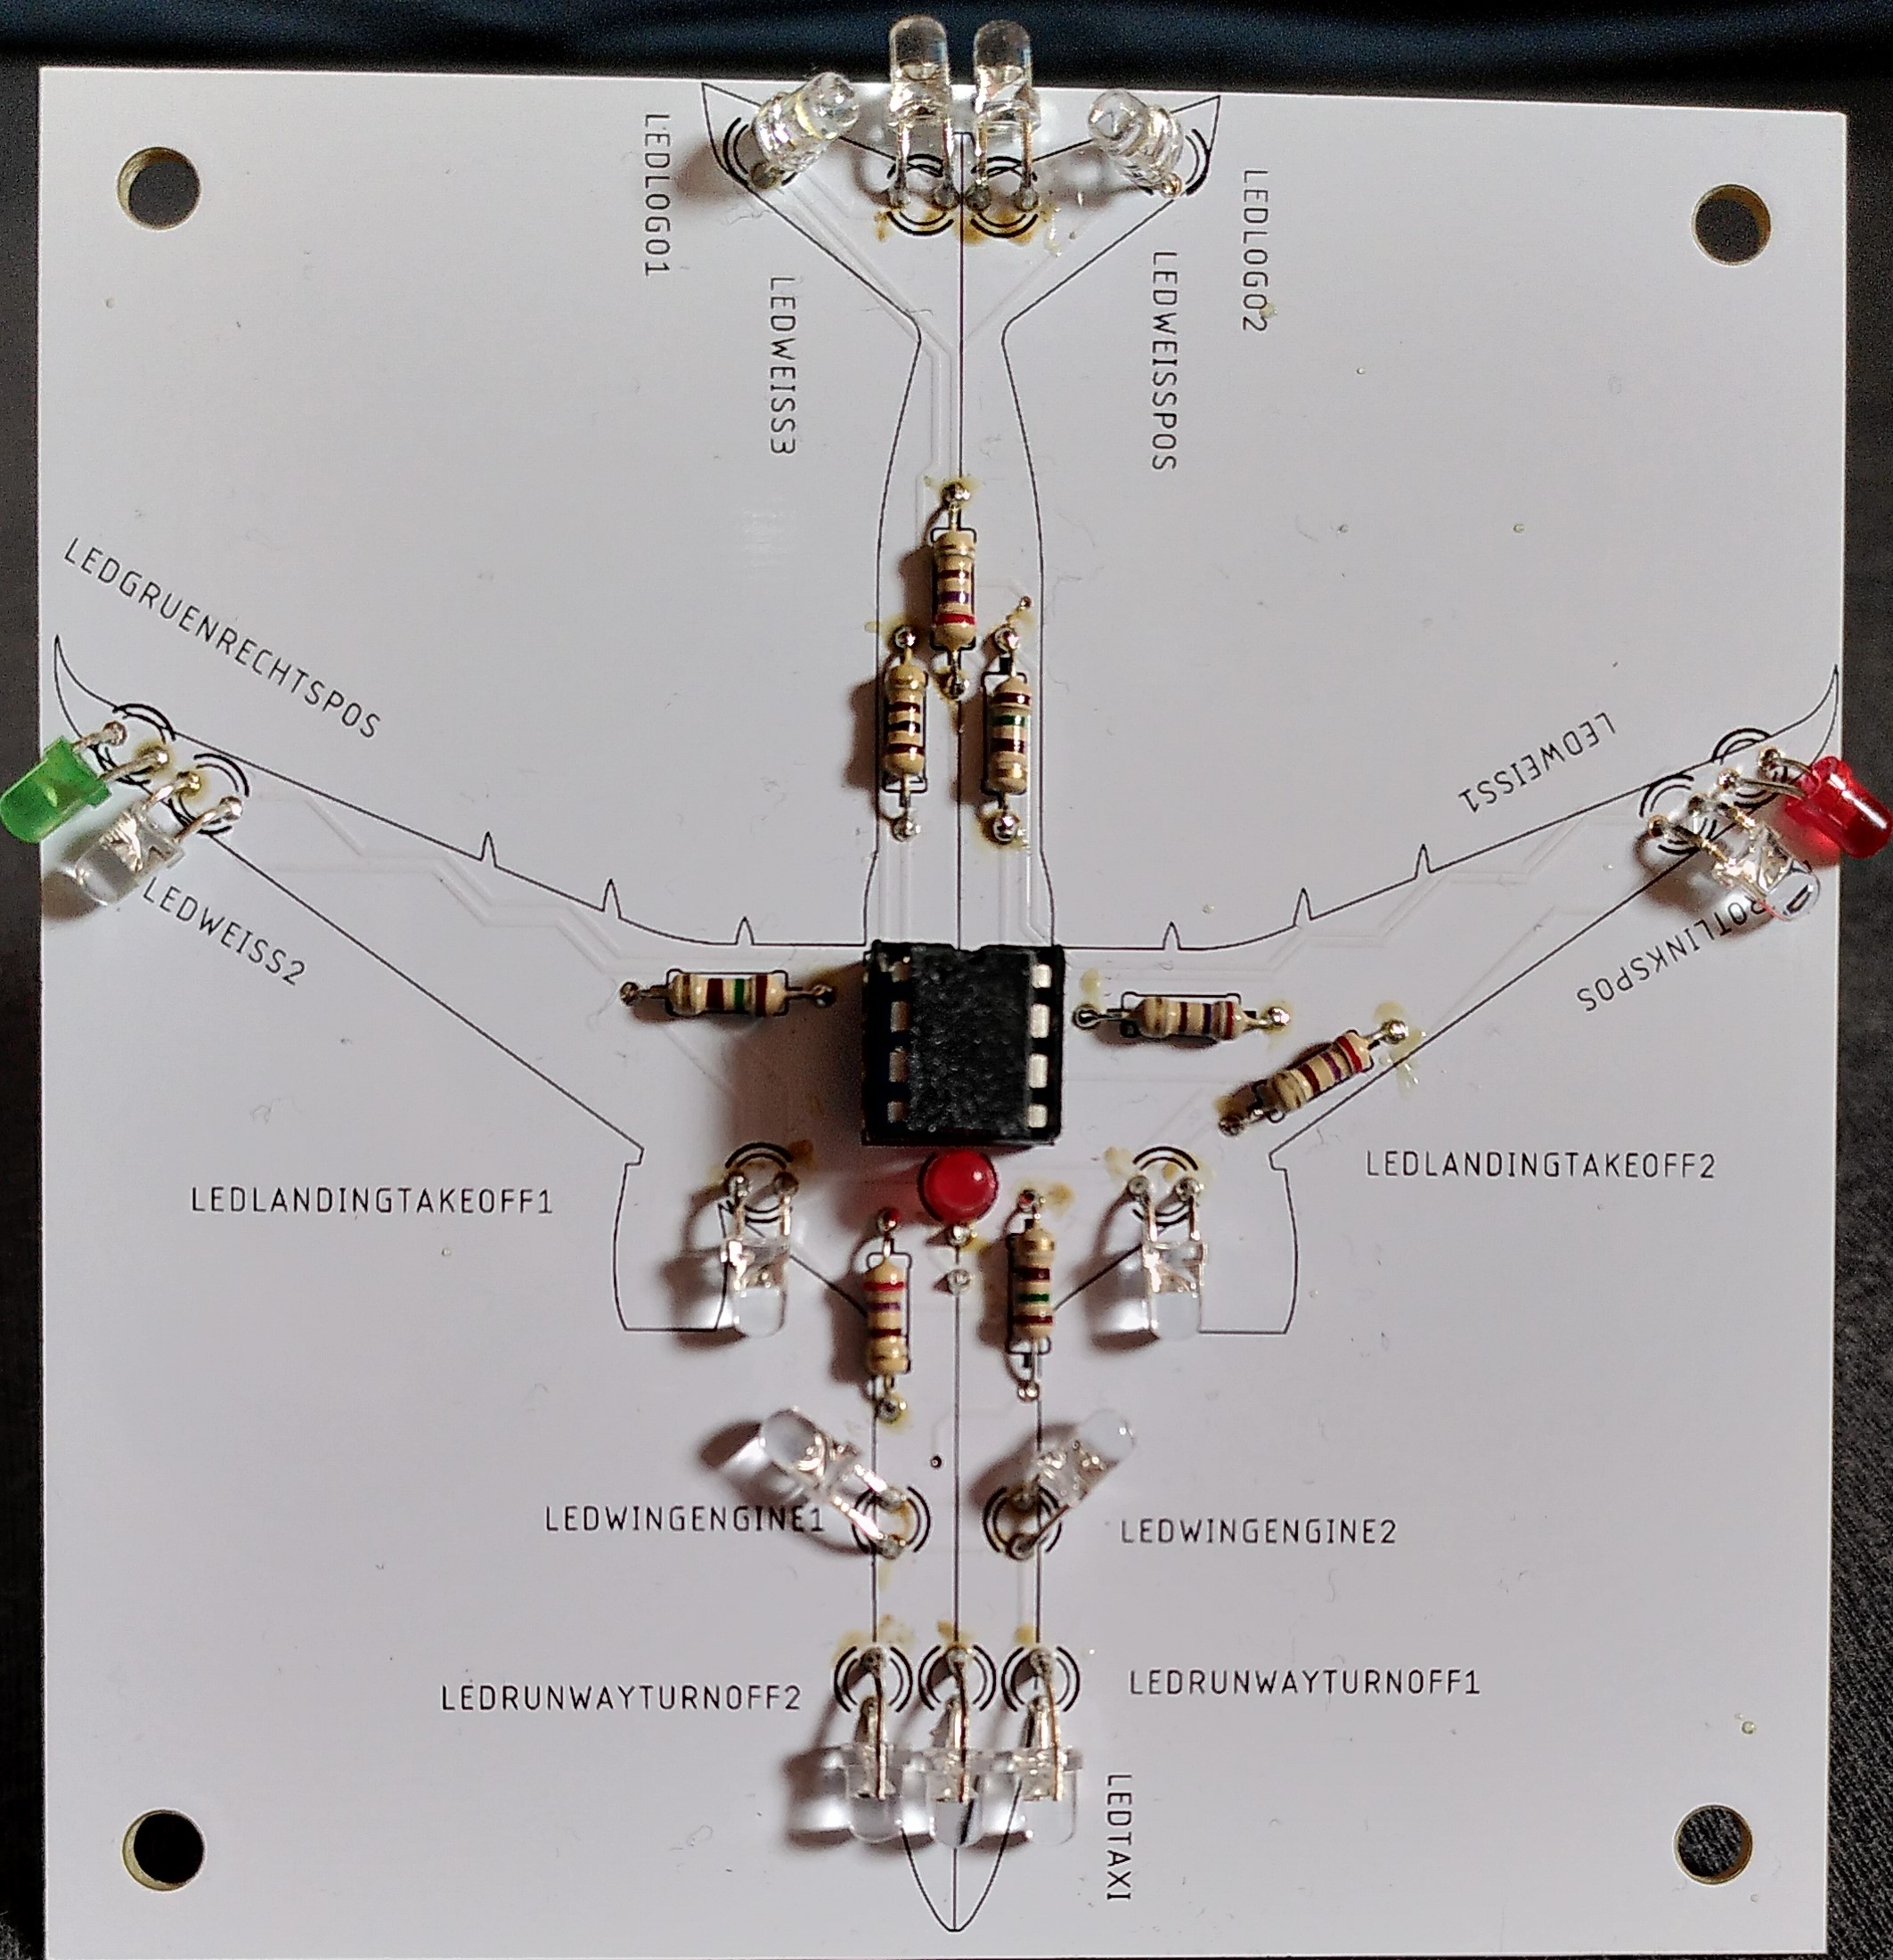 LEDLOGO1
LEDLOGO2
LEDWEISS3
LEDWEISSPOS
LEDGRUENRECHTSPOS
LEDWEISS1
LEDWEISS2
ROTLINKSPOS
LEDLANDINGTAKEOFF1
LEDLANDINGTAKEOFF2
LEDWINGENGINE1
LEDWINGENGINE2
LEDRUNWAYTURNOFF2
LEDRUNWAYTURNOFF1
LEDTAXI